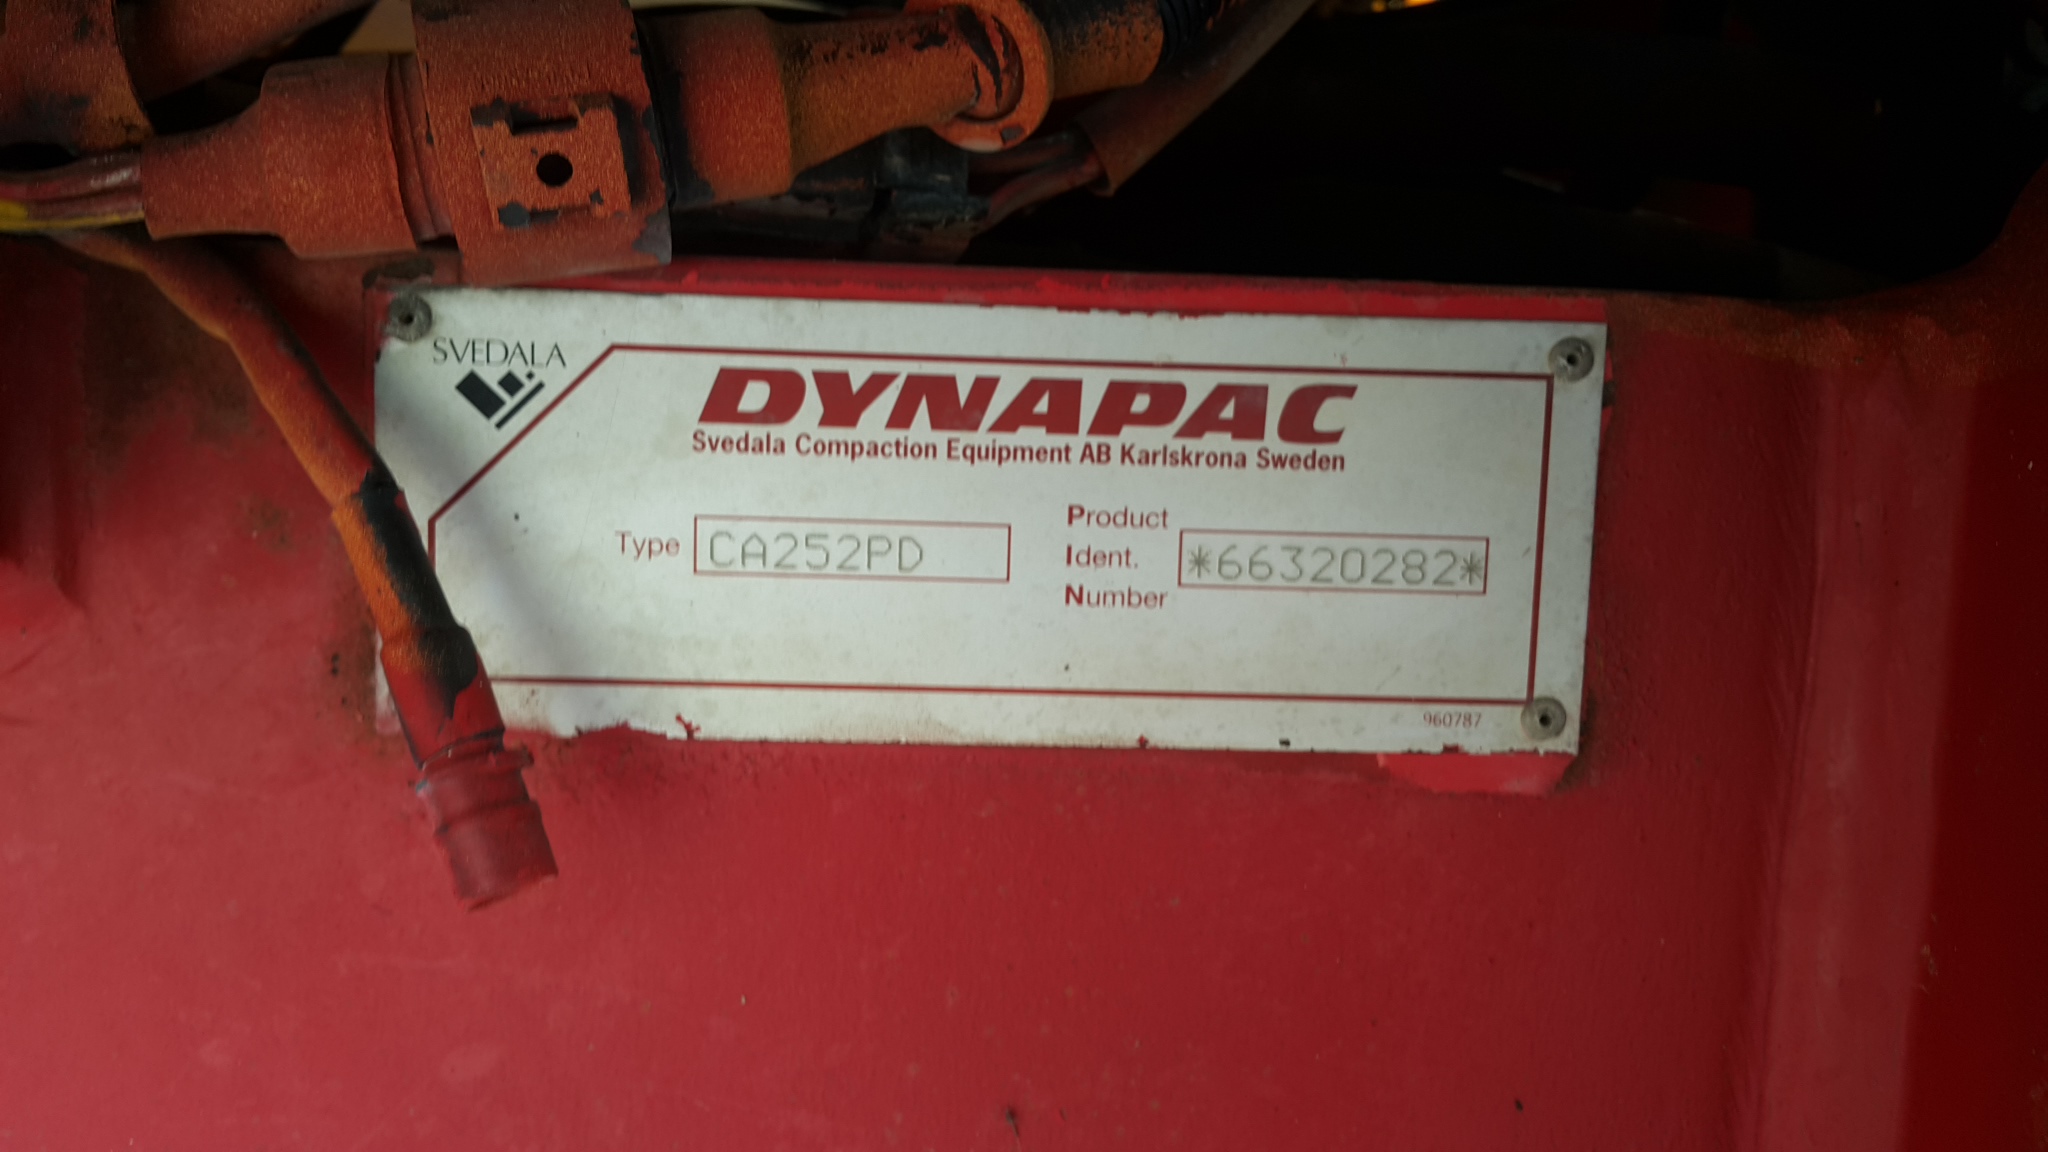 SVEDALA
DYNAPAC
Svedala Compaction Equipment AB Karlskrona Sweden
Type CA252PD
Product
Ident.
Number
*66320282*
960787